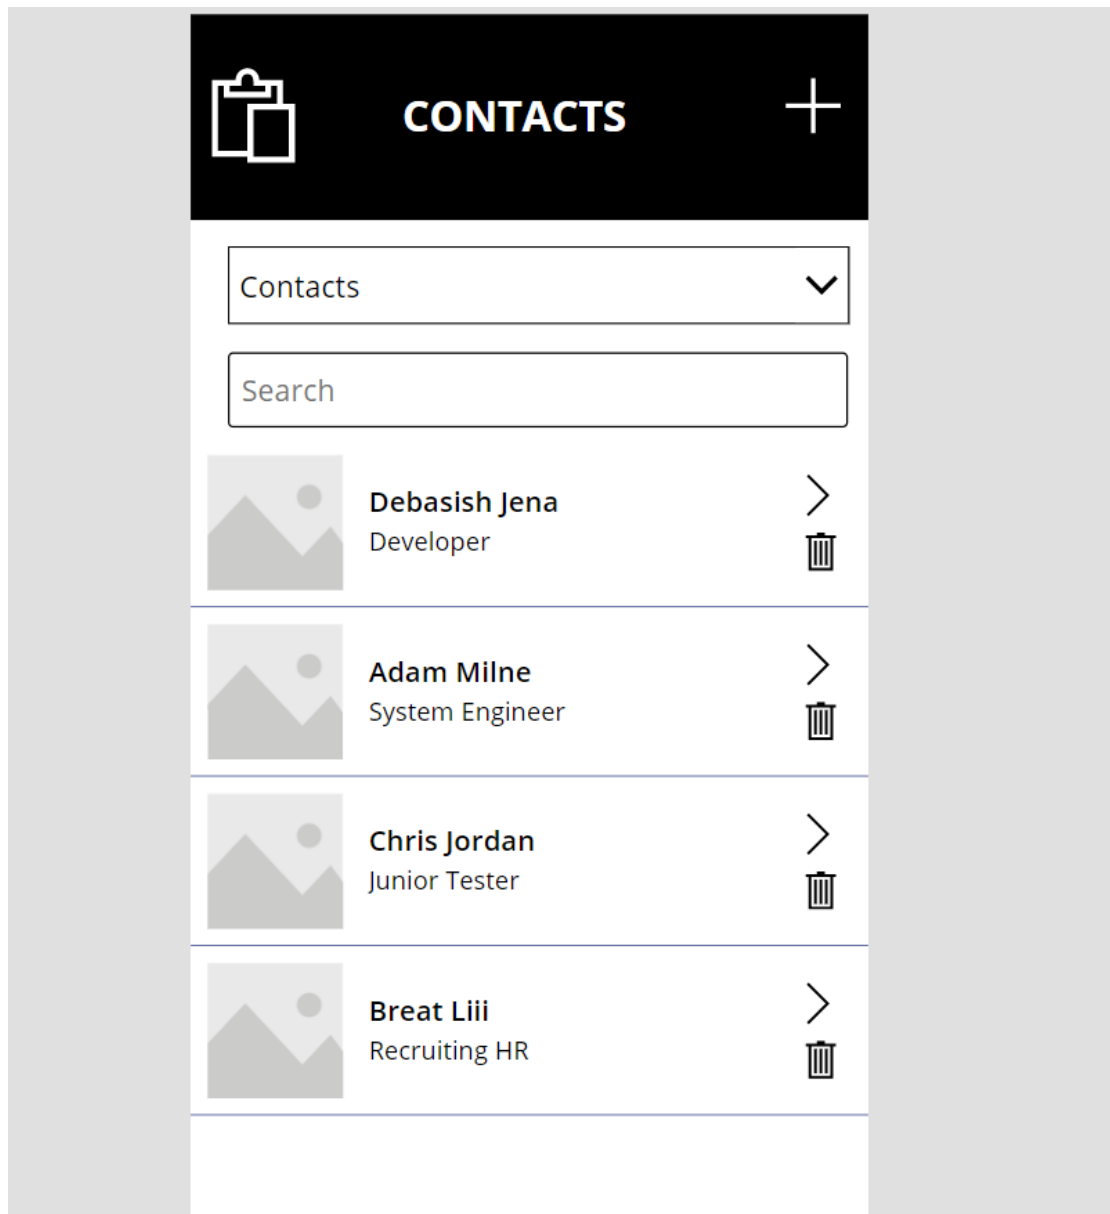 CONTACTS
Contacts
Search
Debasish Jena
Developer
Adam Milne
System Engineer
Chris Jordan
Junior Tester
Breat Liii
Recruiting HR